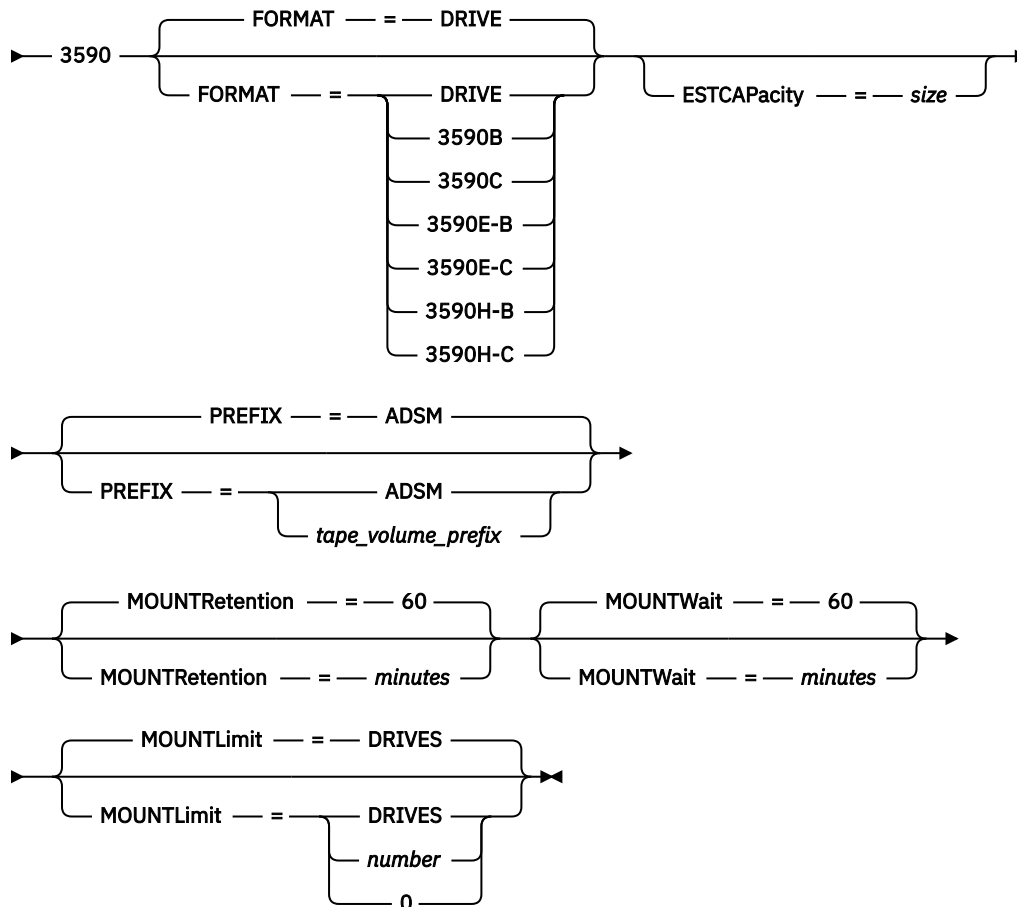 FORMAT = DRIVE
3590
FORMAT = DRIVE
ESTCAPacity = size
3590B
3590C
3590E-B
3590E-C
3590H-B
3590H-C
PREFIX = ADSM
PREFIX = ADSM
tape_volume_prefix
MOUNTRetention = 60
MOUNTWait = 60
MOUNTRetention = minutes
MOUNTWait = minutes
MOUNTLimit = DRIVES
MOUNTLimit = DRIVES
number
0